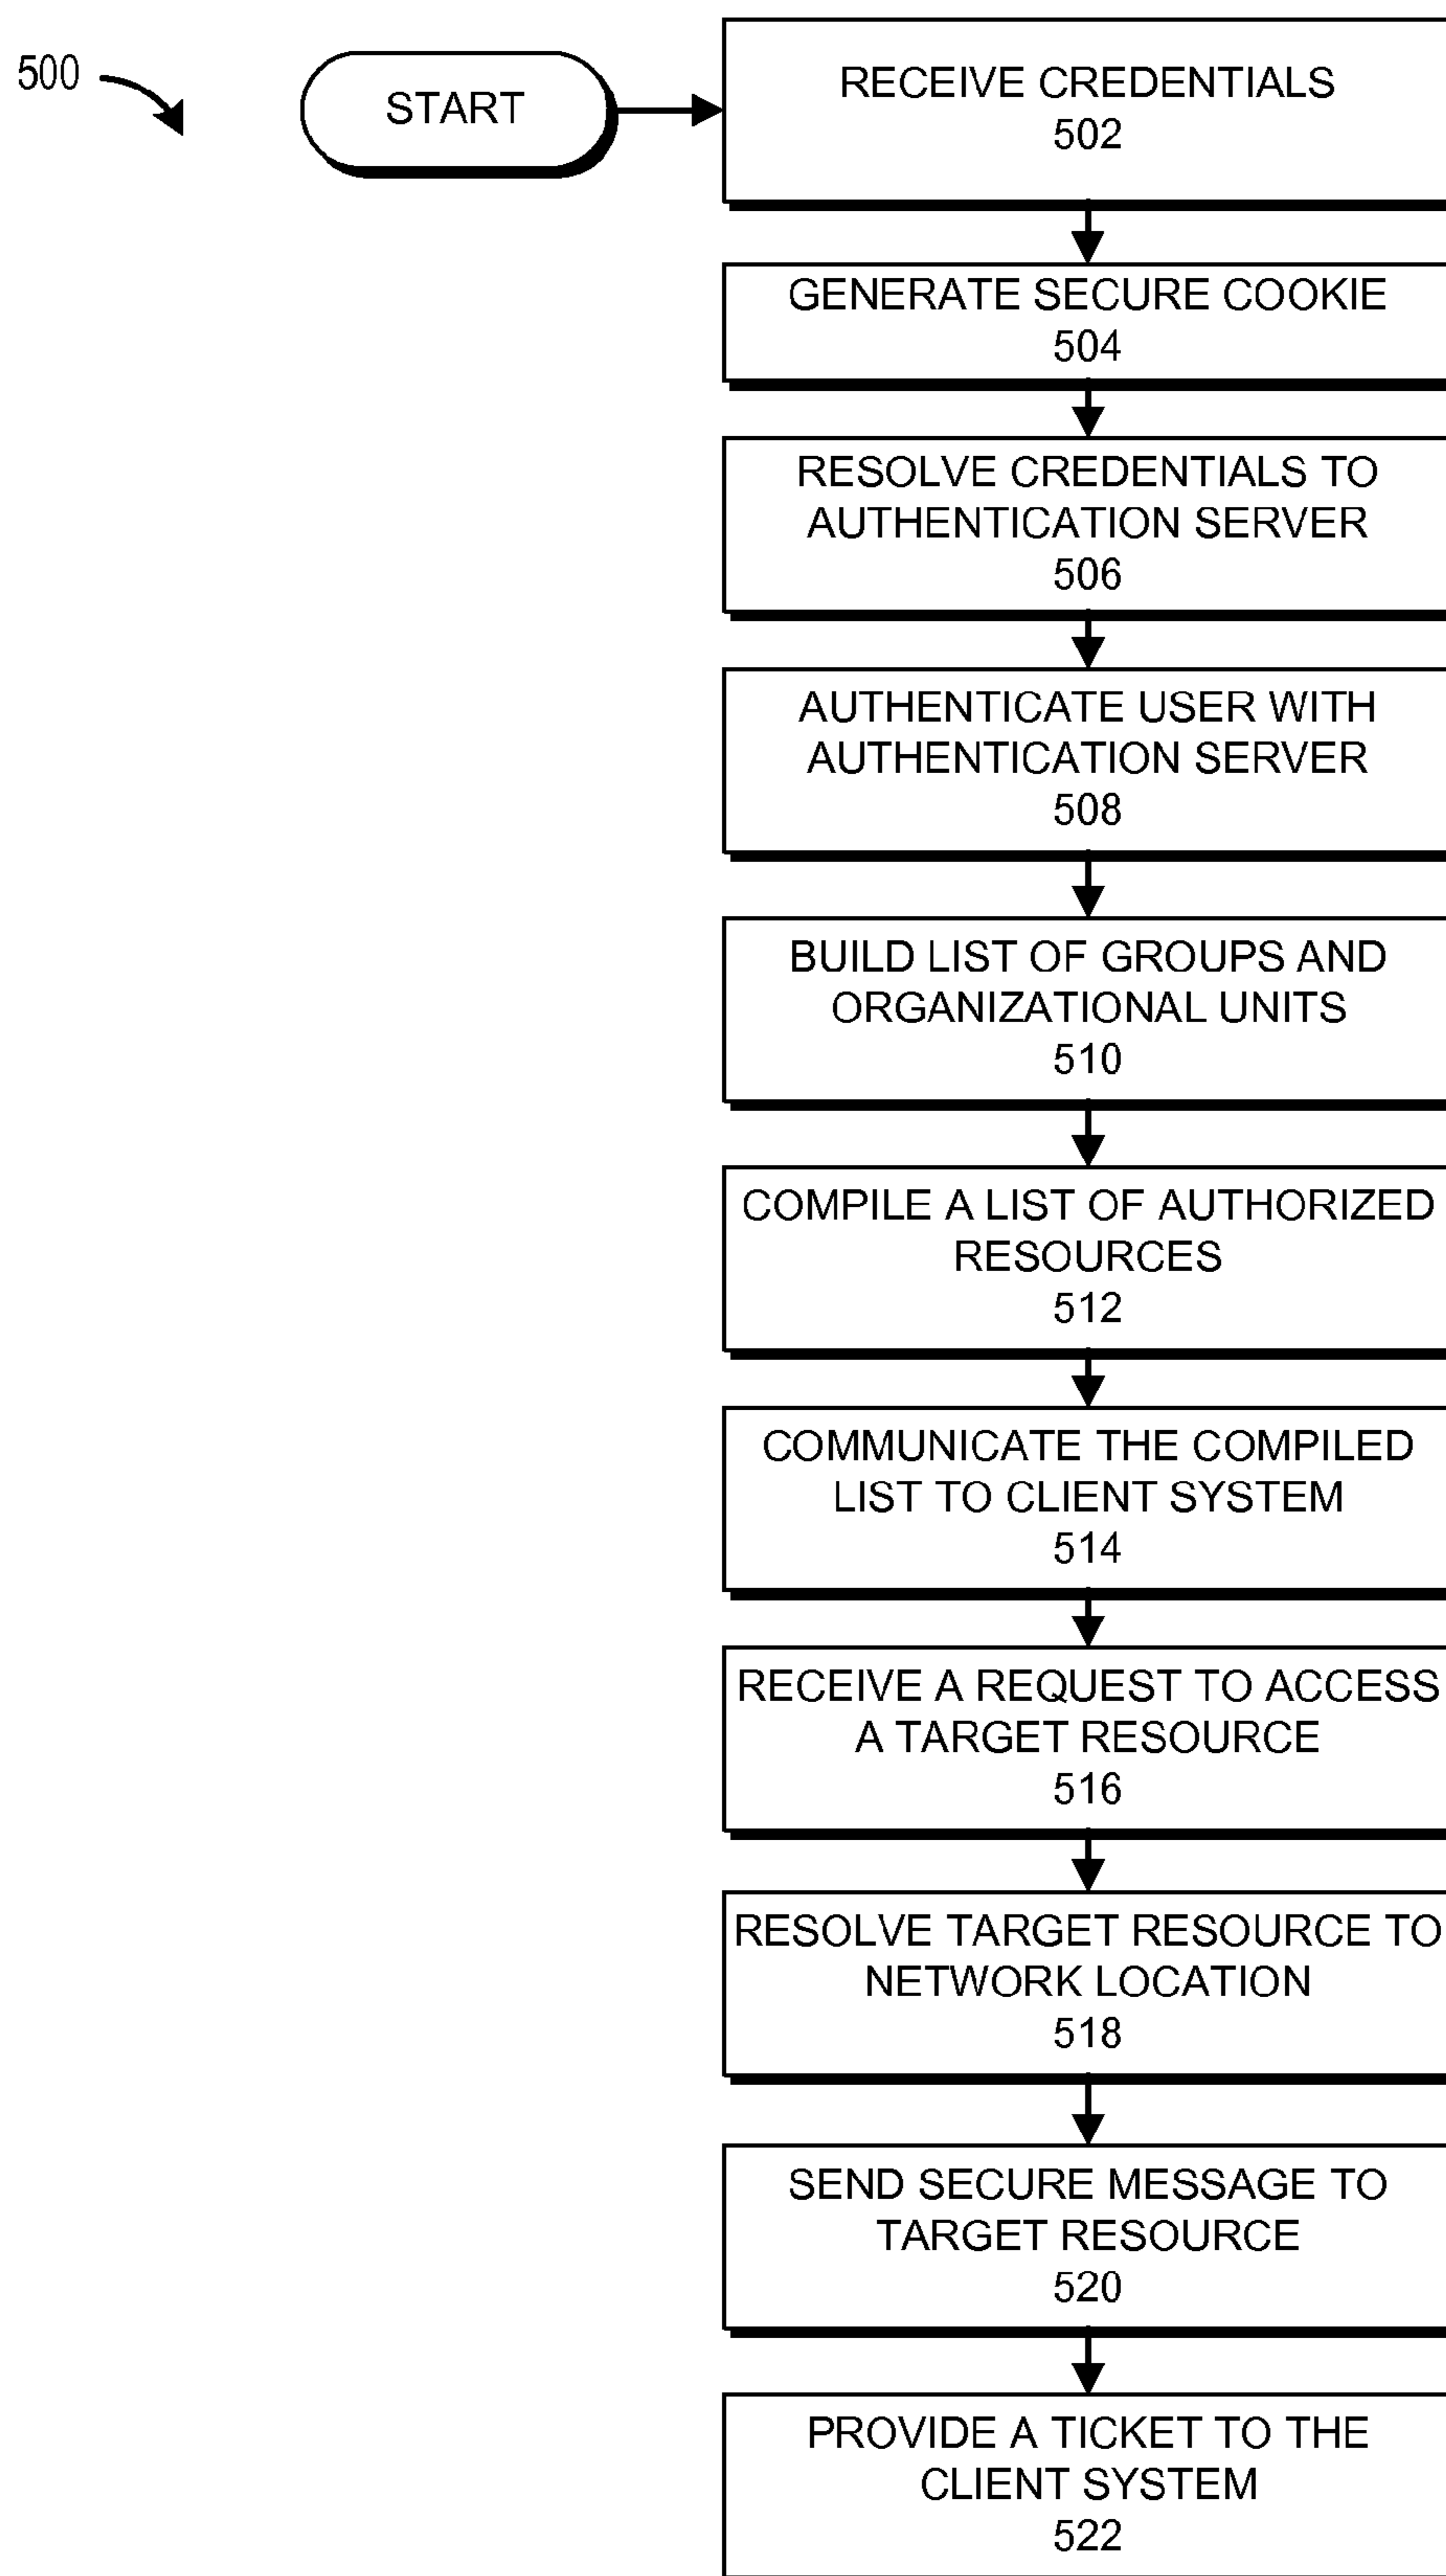 500
START
RECEIVE CREDENTIALS
502
GENERATE SECURE COOKIE
504
RESOLVE CREDENTIALS TO
AUTHENTICATION SERVER
506
AUTHENTICATE USER WITH
AUTHENTICATION SERVER
508
BUILD LIST OF GROUPS AND
ORGANIZATIONAL UNITS
510
COMPILE A LIST OF AUTHORIZED
RESOURCES
512
COMMUNICATE THE COMPILED
LIST TO CLIENT SYSTEM
514
RECEIVE A REQUEST TO ACCESS
A TARGET RESOURCE
516
RESOLVE TARGET RESOURCE TO
NETWORK LOCATION
518
SEND SECURE MESSAGE TO
TARGET RESOURCE
520
PROVIDE A TICKET TO THE
CLIENT SYSTEM
522